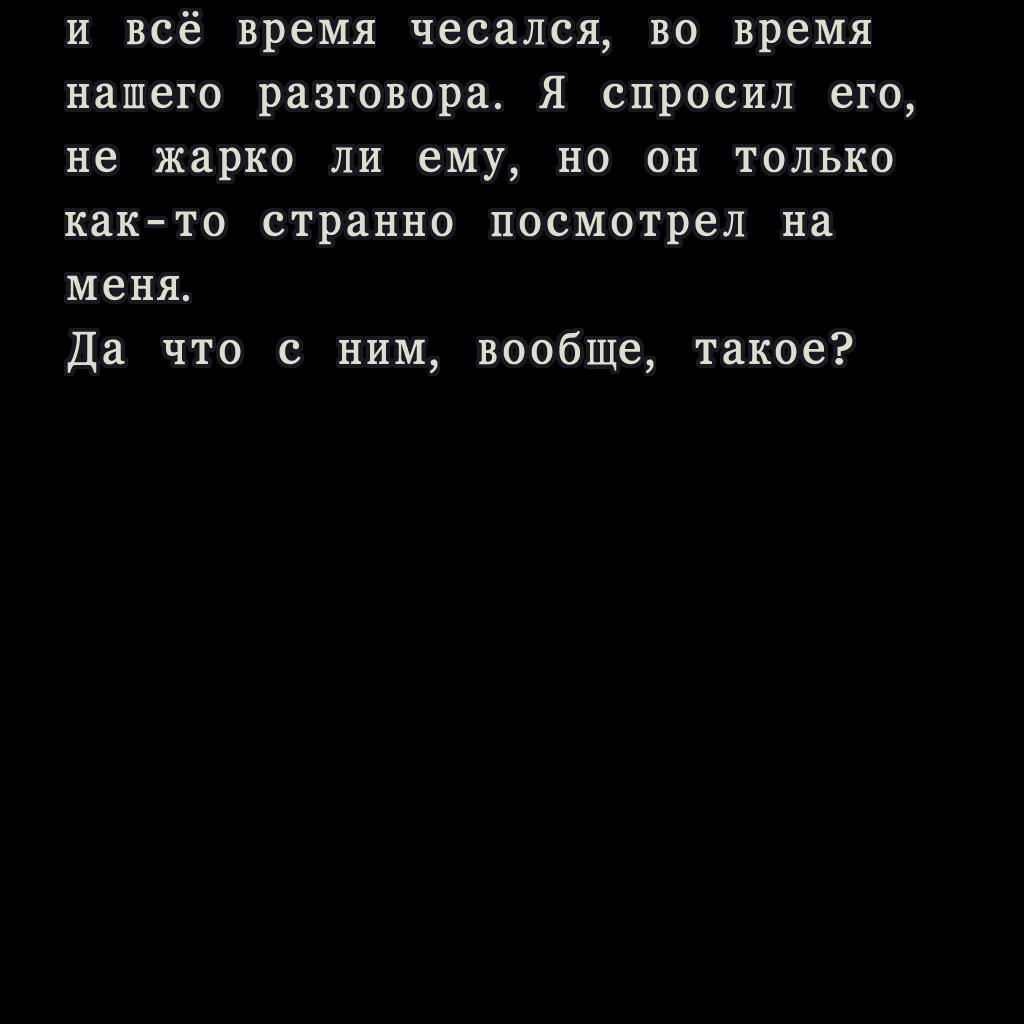 и всё время чесался, во время
нашего разговора. Я спросил его,
не жарко ли ему, но он только
как-то странно посмотрел на
меня.
Да что с ним, вообще, такое?